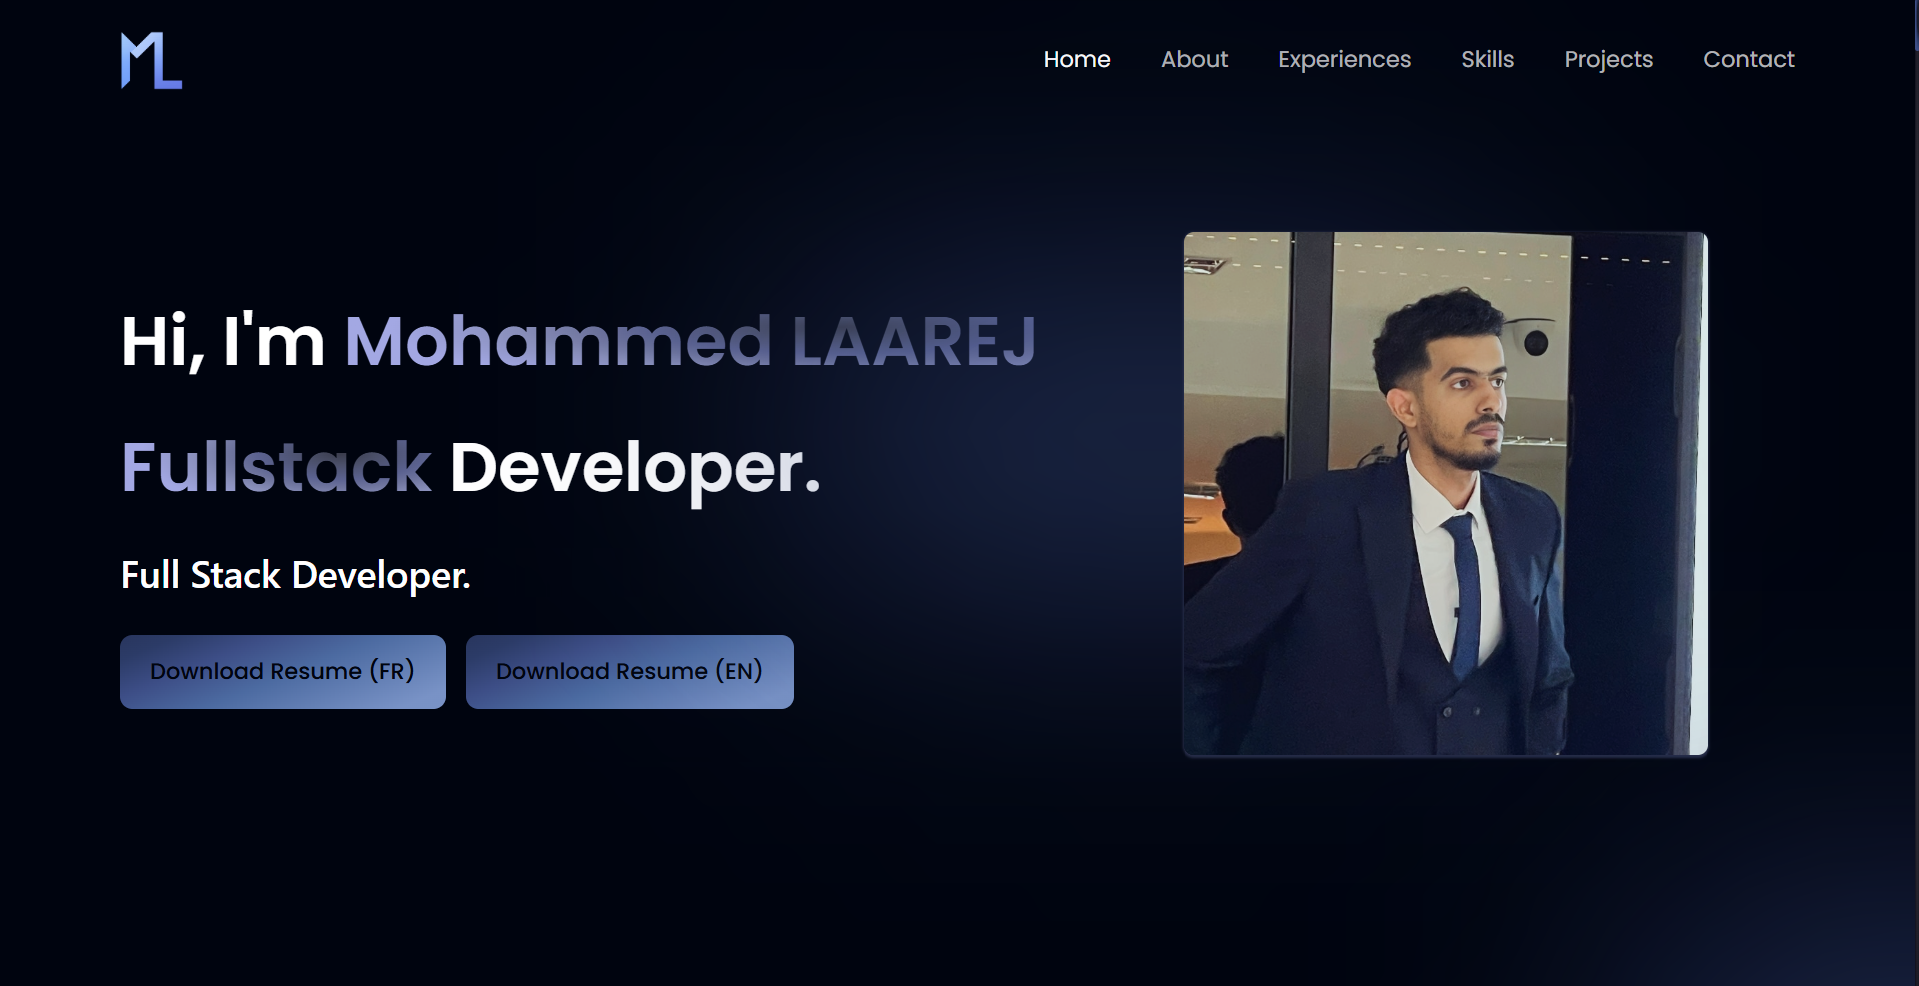 ML
Home About Experiences Skills Projects Contact
Hi, I'm Mohammed LAAREJ
Fullstack Developer.
Full Stack Developer.
Download Resume (FR) Download Resume (EN)